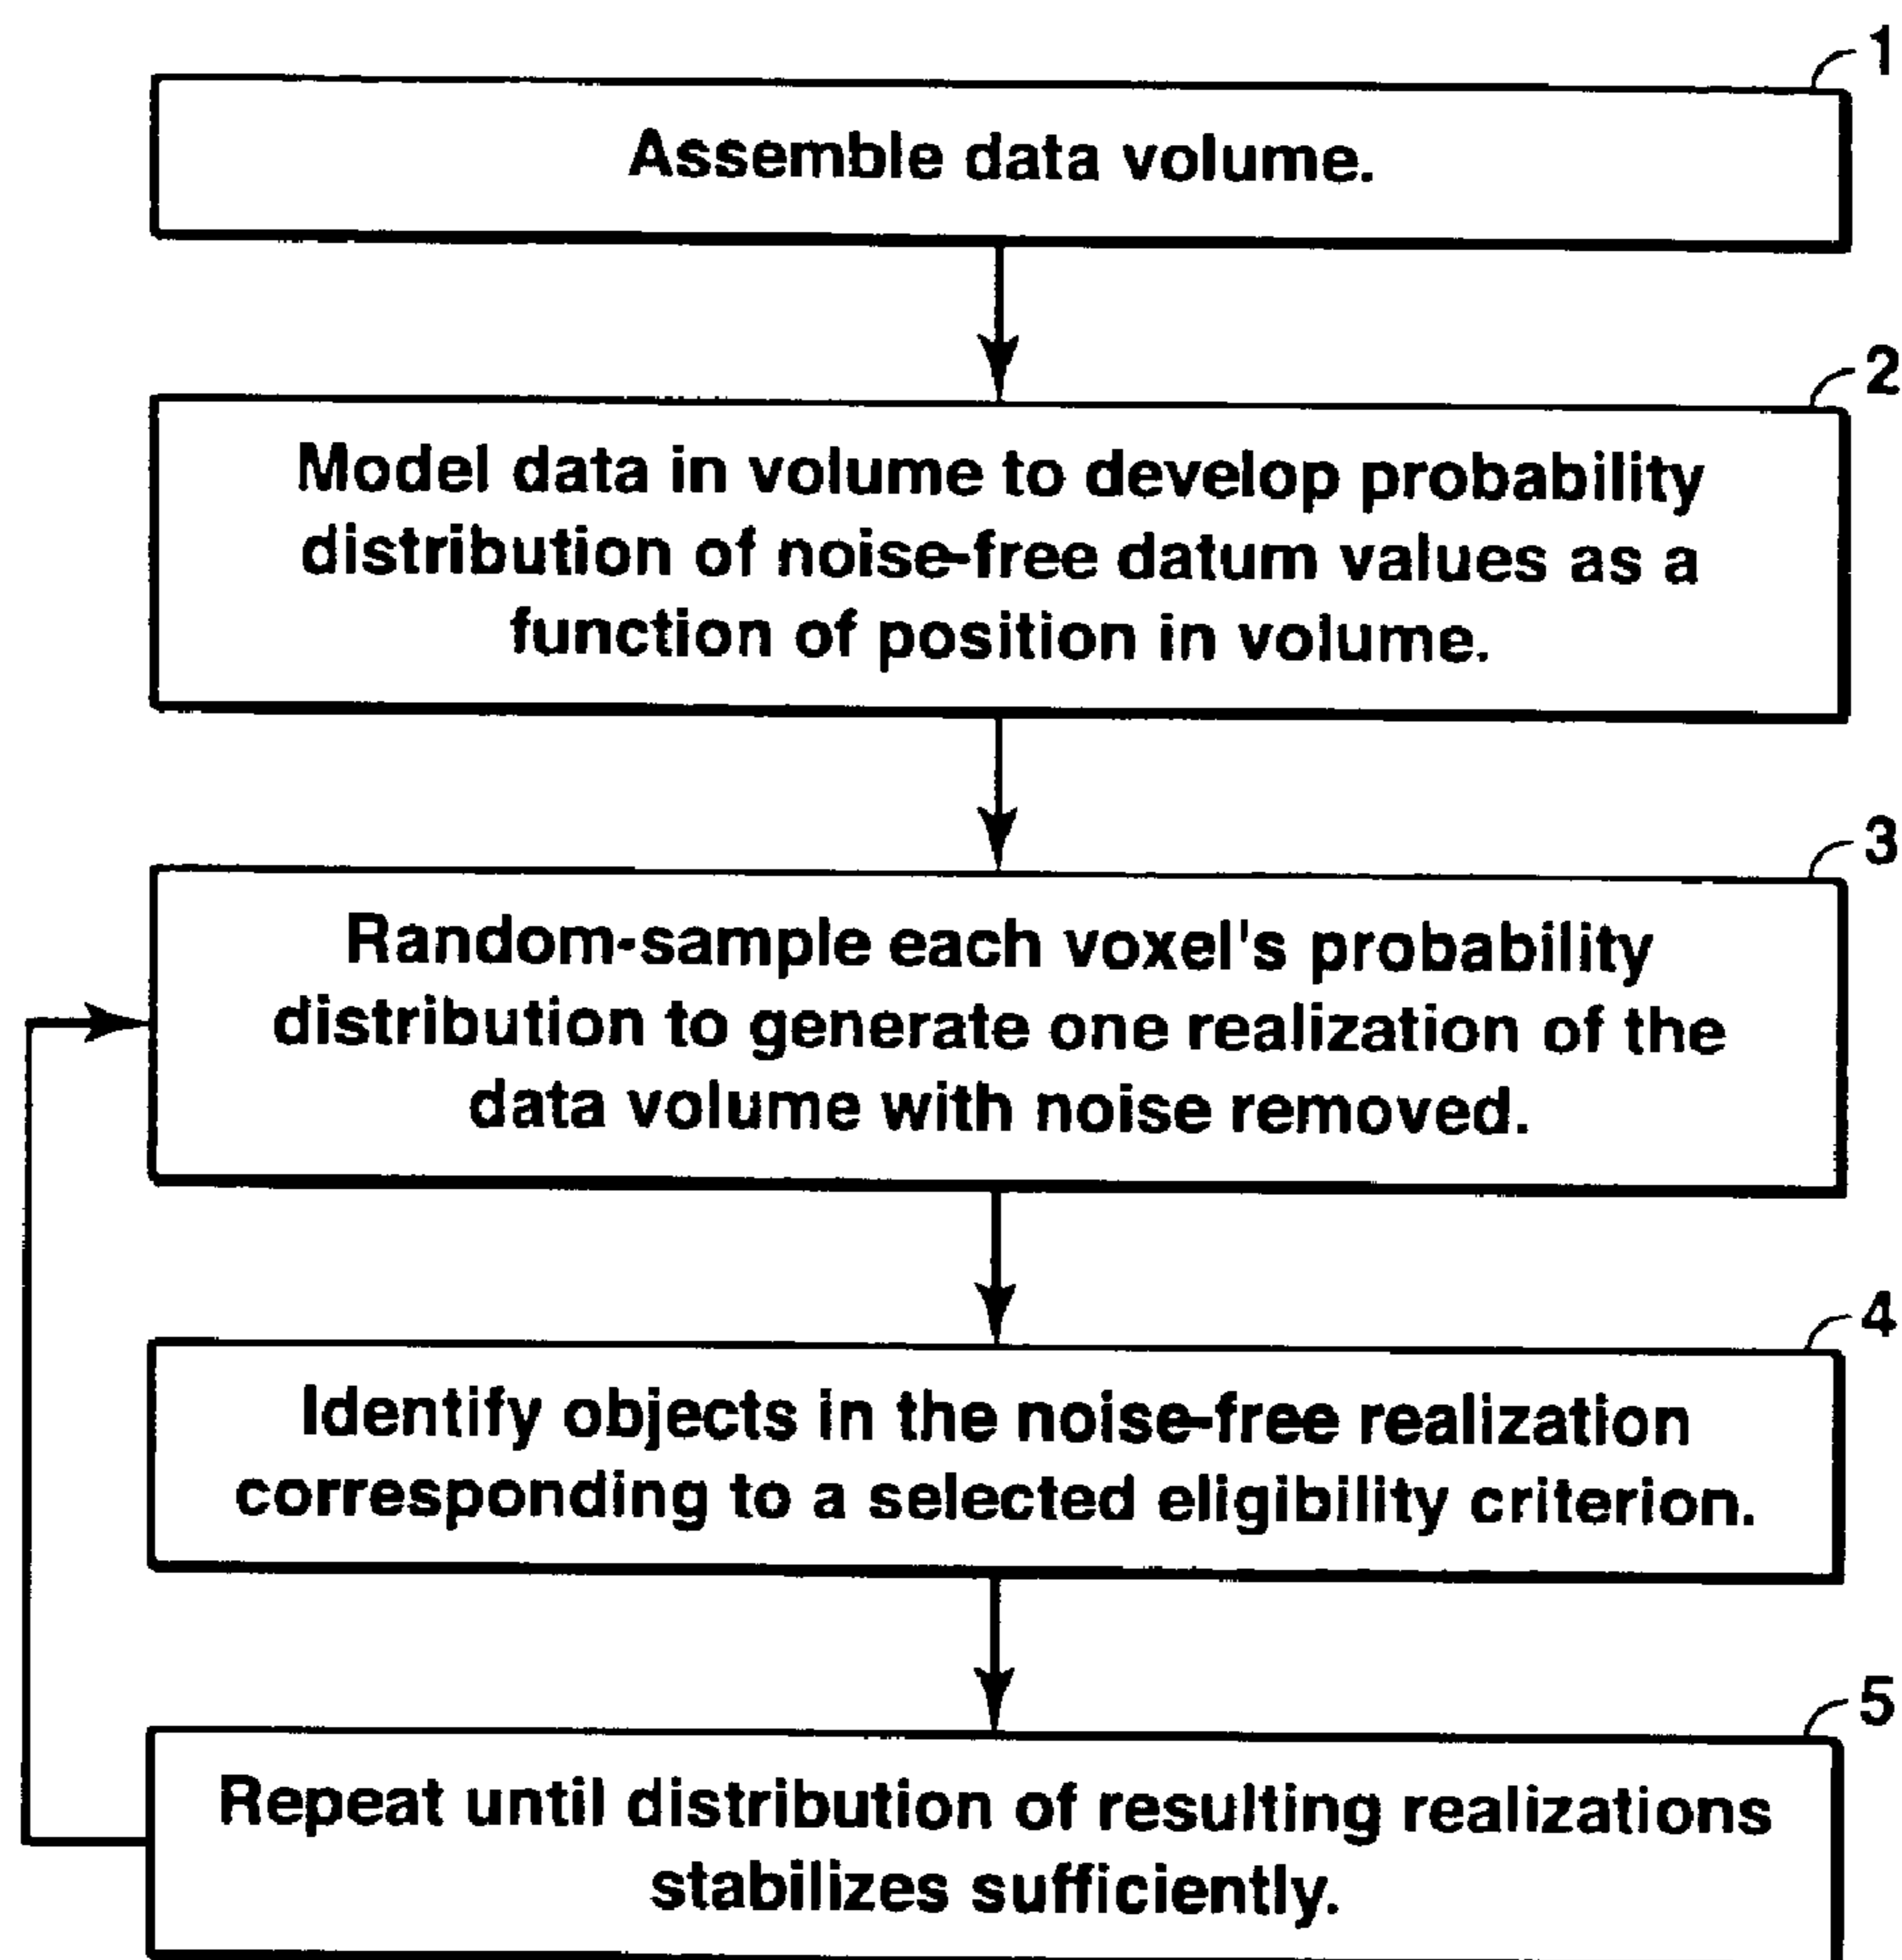 1
Assemble data volume.
2
Model data in volume to develop probability
distribution of noise-free datum values as a
function of position in volume.
3
Random-sample each voxel's probability
distribution to generate one realization of the
data volume with noise removed.
4
Identify objects in the noise-free realization
corresponding to a selected eligibility criterion.
5
Repeat until distribution of resulting realizations
stabilizes sufficiently.